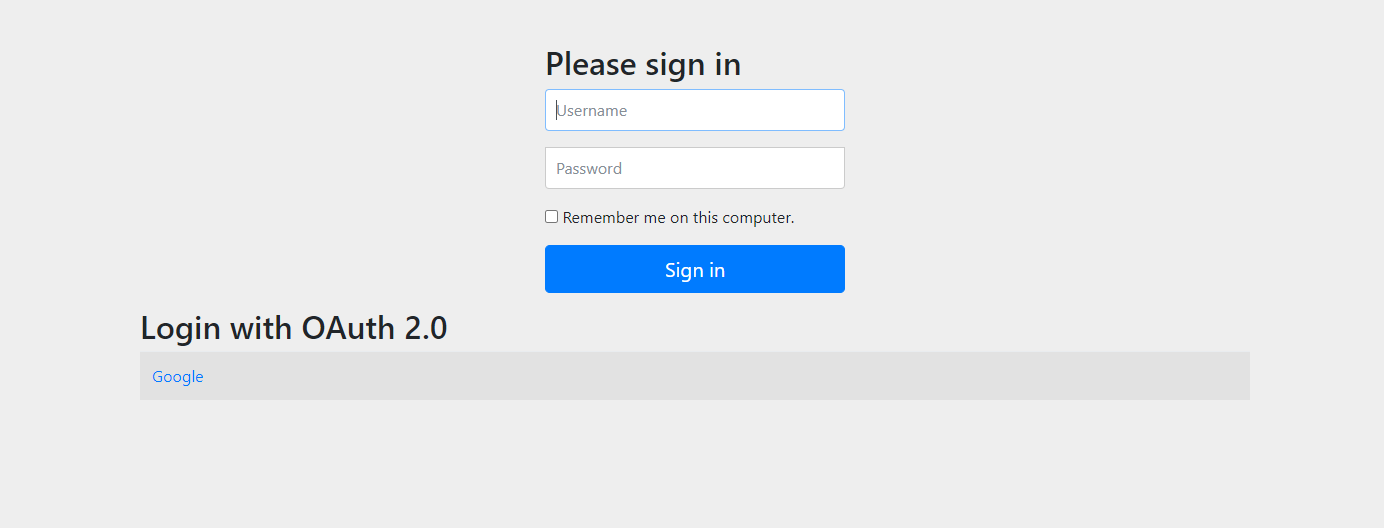 Please sign in
Username
Password
Remember me on this computer.
Sign in
Login with OAuth 2.0
Google